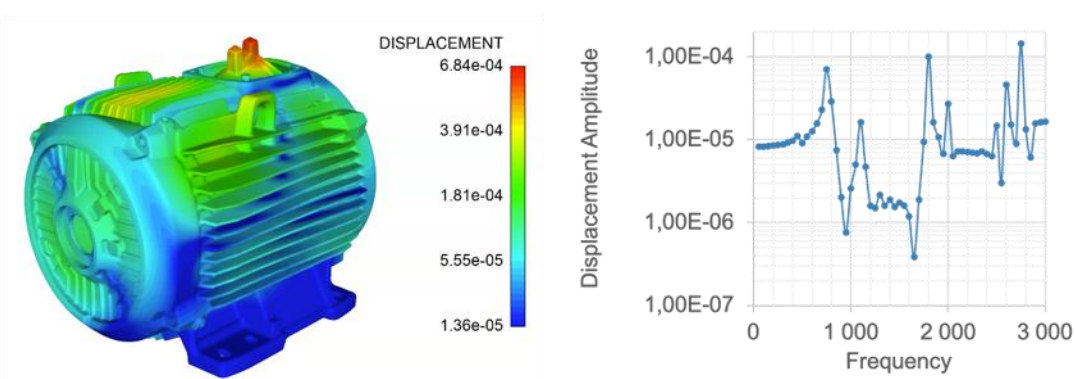 DISPLACEMENT
6.84e-04
3.91e-04
1.81e-04
5.55e-05
1.36e-05
Displacement Amplitude
1,00E-04
1,00E-05
1,00E-06
1,00E-07
0 1 000 2 000 3 000
Frequency